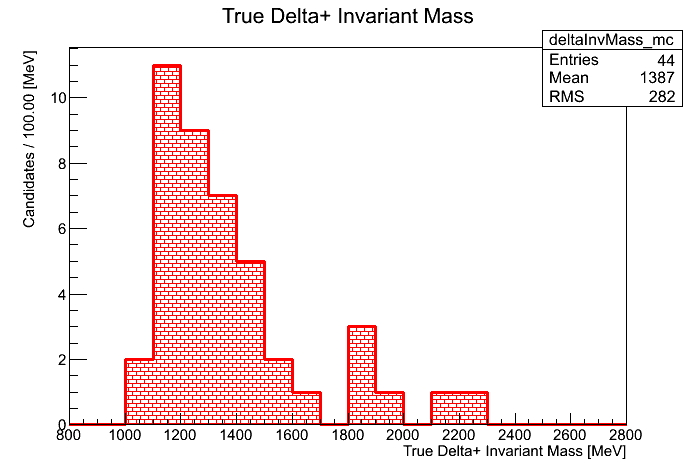 True Delta+ Invariant Mass
deltaInvMass_mc
Entries 44
Mean 1387
RMS 282
Candidates / 100.00 [MeV]
10
8
6
4
2
0
800 1000 1200 1400 1600 1800 2000 2200 2400 2600 2800
True Delta+ Invariant Mass [MeV]